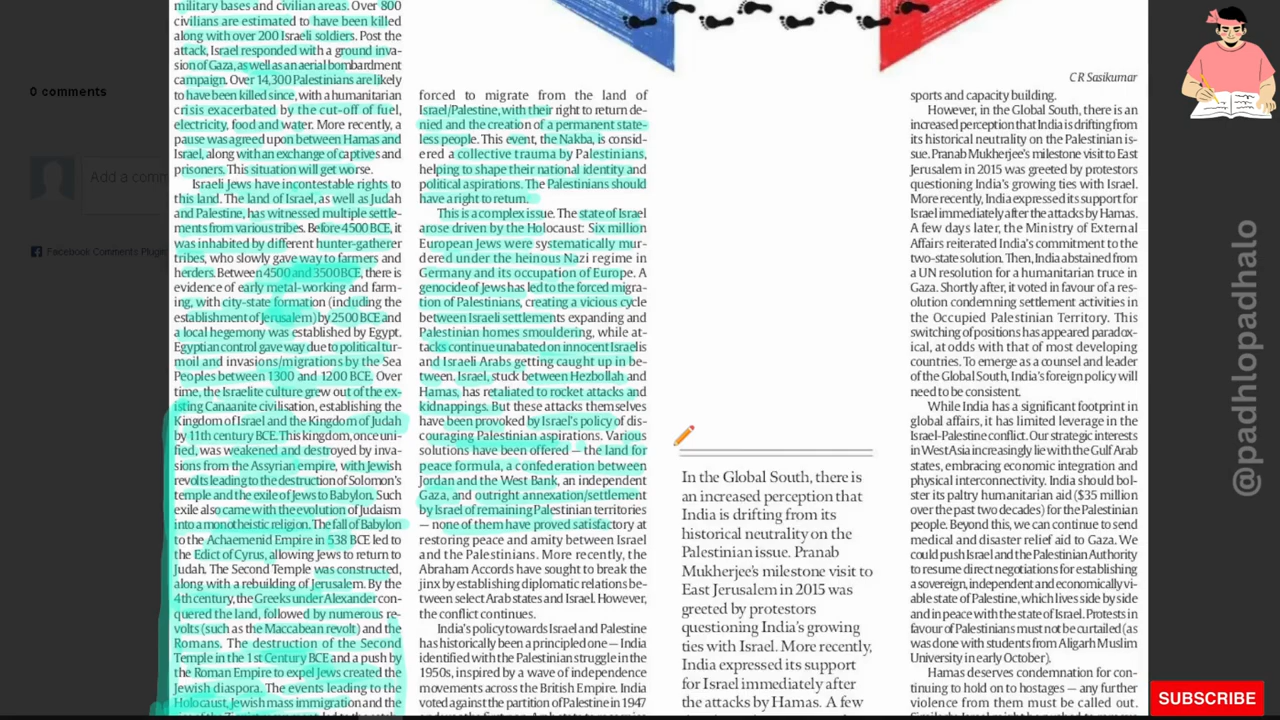 0 comments
Add a comm
Facebook Comments Plugin
military bases and civilian areas. Over 800
civilians are estimated to have been killed
along with over 200 Israeli soldiers. Post the
attack, Israel responded with a ground inva-
sion of Gaza, as well as an aerial bombardment
campaign. Over 14,300 Palestinians are likely
to have been killed since, with a humanitarian
crisis exacerbated by the cut-off of fuel,
electricity, food and water. More recently, a
pause was agreed upon between Hamas and
Israel, along with an exchange of captives and
prisoners. This situation will get worse.
Israeli Jews have incontestable rights to
this land. The land of Israel, as well as Judah
and Palestine, has witnessed multiple settle-
ments from various tribes. Before 4500 BCE, it
was inhabited by different hunter-gatherer
tribes, who slowly gave way to farmers and
herders. Between 4500 and 3500 BCE, there is
evidence of early metal-working and farm-
ing, with city-state formation (including the
establishment of Jerusalem) by 2500 BCE and
a local hegemony was established by Egypt.
Egyptian control gave way due to political tur-
moil and invasions/migrations by the Sea
Peoples between 1300 and 1200 BCE. Over
time, the Israelite culture grew out of the ex-
isting Canaanite civilisation, establishing the
Kingdom of Israel and the Kingdom of Judah
by 11th century BCE. This kingdom, once uni-
fied, was weakened and destroyed by inva-
sions from the Assyrian empire, with Jewish
revolts leading to the destruction of Solomon's
temple and the exile of Jews to Babylon. Such
exile also came with the evolution of Judaism
into a monotheistic religion. The fall of Babylon
to the Achaemenid Empire in 538 BCE led to
the Edict of Cyrus, allowing Jews to return to
Judah. The Second Temple was constructed,
along with a rebuilding of Jerusalem. By the
4th century, the Greeks under Alexander con-
quered the land, followed by numerous re-
volts (such as the Maccabean revolt) and the
Romans. The destruction of the Second
Temple in the 1st Century BCE and a push by
the Roman Empire to expel Jews created the
Jewish diaspora. The events leading to the
Holocaust, Jewish mass immigration and the
forced to migrate from the land of
Israel/Palestine, with their right to return de-
nied and the creation of a permanent state-
less people. This event, the Nakba, is consid-
ered a collective trauma by Palestinians,
helping to shape their national identity and
political aspirations. The Palestinians should
have a right to return.
This is a complex issue. The state of Israel
arose driven by the Holocaust: Six million
European Jews were systematically mur-
dered under the heinous Nazi regime in
Germany and its occupation of Europe. A
genocide of Jews has led to the forced migra-
tion of Palestinians, creating a vicious cycle
between Israeli settlements expanding and
Palestinian homes smouldering, while at-
tacks continue unabated on innocent Israelis
and Israeli Arabs getting caught up in be-
tween. Israel, stuck between Hezbollah and
Hamas, has retaliated to rocket attacks and
kidnappings. But these attacks themselves
have been provoked by Israel's policy of dis-
couraging Palestinian aspirations. Various
solutions have been offered — the land for
peace formula, a confederation between
Jordan and the West Bank, an independent
Gaza, and outright annexation/settlement
by Israel of remaining Palestinian territories
— none of them have proved satisfactory at
restoring peace and amity between Israel
and the Palestinians. More recently, the
Abraham Accords have sought to break the
jinx by establishing diplomatic relations be-
tween select Arab states and Israel. However,
the conflict continues.
India's policy towards Israel and Palestine
has historically been a principled one — India
identified with the Palestinian struggle in the
1950s, inspired by a wave of independence
movements across the British Empire. India
voted against the partition of Palestine in 1947
In the Global South, there is
an increased perception that
India is drifting from its
historical neutrality on the
Palestinian issue. Pranab
Mukherjee's milestone visit to
East Jerusalem in 2015 was
greeted by protestors
questioning India's growing
ties with Israel. More recently,
India expressed its support
for Israel immediately after
the attacks by Hamas. A few
C R Sasikumar
sports and capacity building.
However, in the Global South, there is an
increased perception that India is drifting from
its historical neutrality on the Palestinian is-
sue. Pranab Mukherjee's milestone visit to East
Jerusalem in 2015 was greeted by protestors
questioning India's growing ties with Israel.
More recently, India expressed its support for
Israel immediately after the attacks by Hamas.
A few days later, the Ministry of External
Affairs reiterated India's commitment to the
two-state solution. Then, India abstained from
a UN resolution for a humanitarian truce in
Gaza. Shortly after, it voted in favour of a res-
olution condemning settlement activities in
the Occupied Palestinian Territory. This
switching of positions has appeared paradox-
ical, at odds with that of most developing
countries. To emerge as a counsel and leader
of the Global South, India's foreign policy will
need to be consistent.
While India has a significant footprint in
global affairs, it has limited leverage in the
Israel-Palestine conflict. Our strategic interests
in West Asia increasingly lie with the Gulf Arab
states, embracing economic integration and
physical interconnectivity. India should bol-
ster its paltry humanitarian aid ($35 million
over the past two decades) for the Palestinian
people. Beyond this, we can continue to send
medical and disaster relief aid to Gaza. We
could push Israel and the Palestinian Authority
to resume direct negotiations for establishing
a sovereign, independent and economically vi-
able state of Palestine, which lives side by side
and in peace with the state of Israel. Protests in
favour of Palestinians must not be curtailed (as
was done with students from Aligarh Muslim
University in early October).
Hamas deserves condemnation for con-
tinuing to hold on to hostages — any further
violence from them must be called out.
@padhlopadhalo
SUBSCRIBE